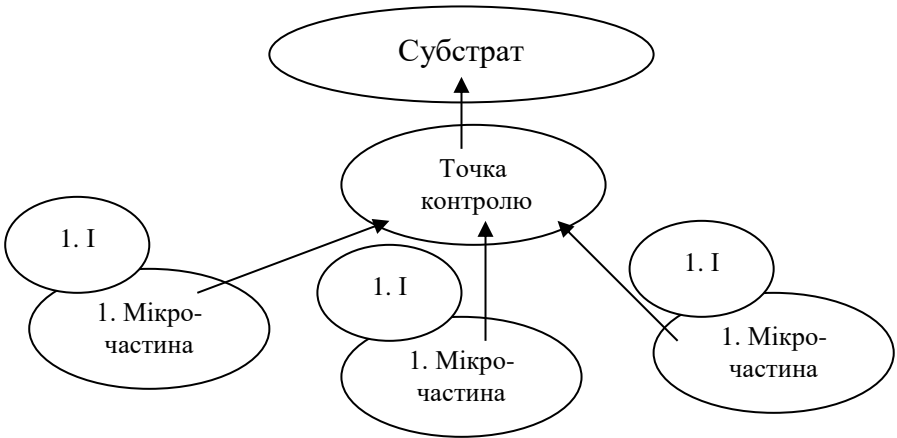 Субстрат
Точка
контролю
1. І
1. Мікро-
частина
1. І
1. Мікро-
частина
1. І
1. Мікро-
частина